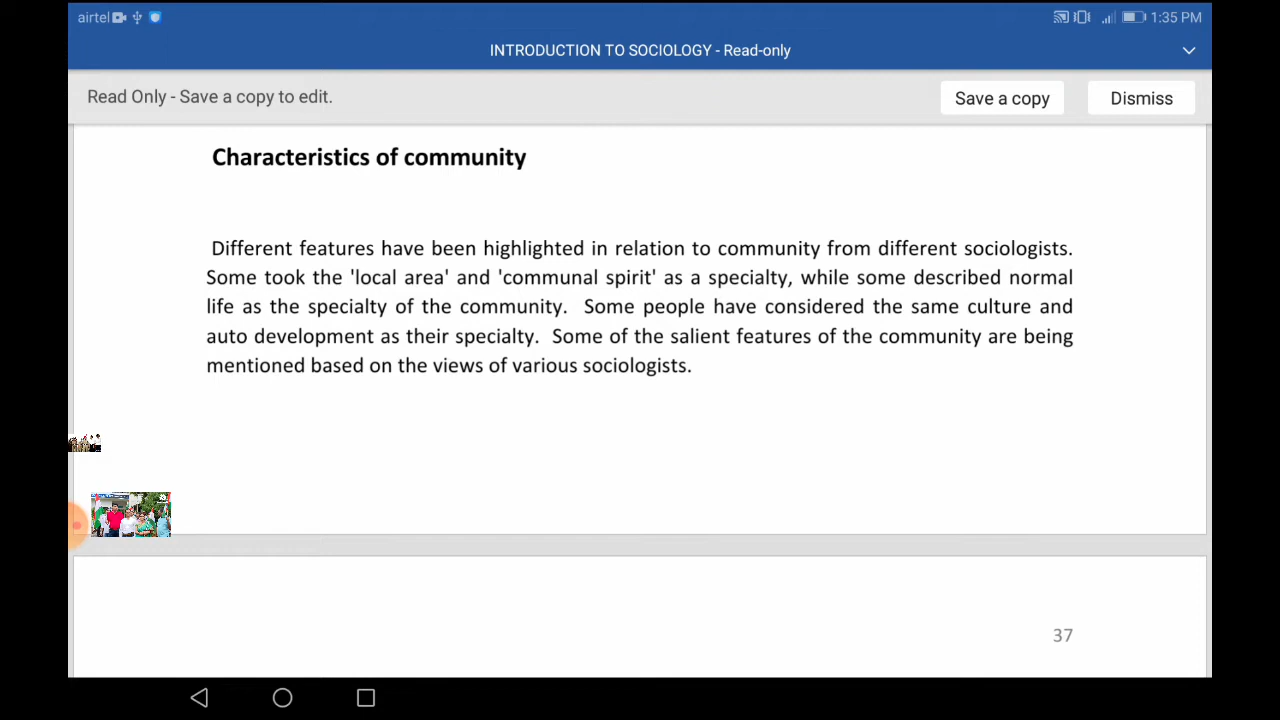 airtel 1:35 PM
INTRODUCTION TO SOCIOLOGY - Read-only
Read Only - Save a copy to edit. Save a copy Dismiss
Characteristics of community
Different features have been highlighted in relation to community from different sociologists.
Some took the 'local area' and 'communal spirit' as a specialty, while some described normal
life as the specialty of the community. Some people have considered the same culture and
auto development as their specialty. Some of the salient features of the community are being
mentioned based on the views of various sociologists.
37